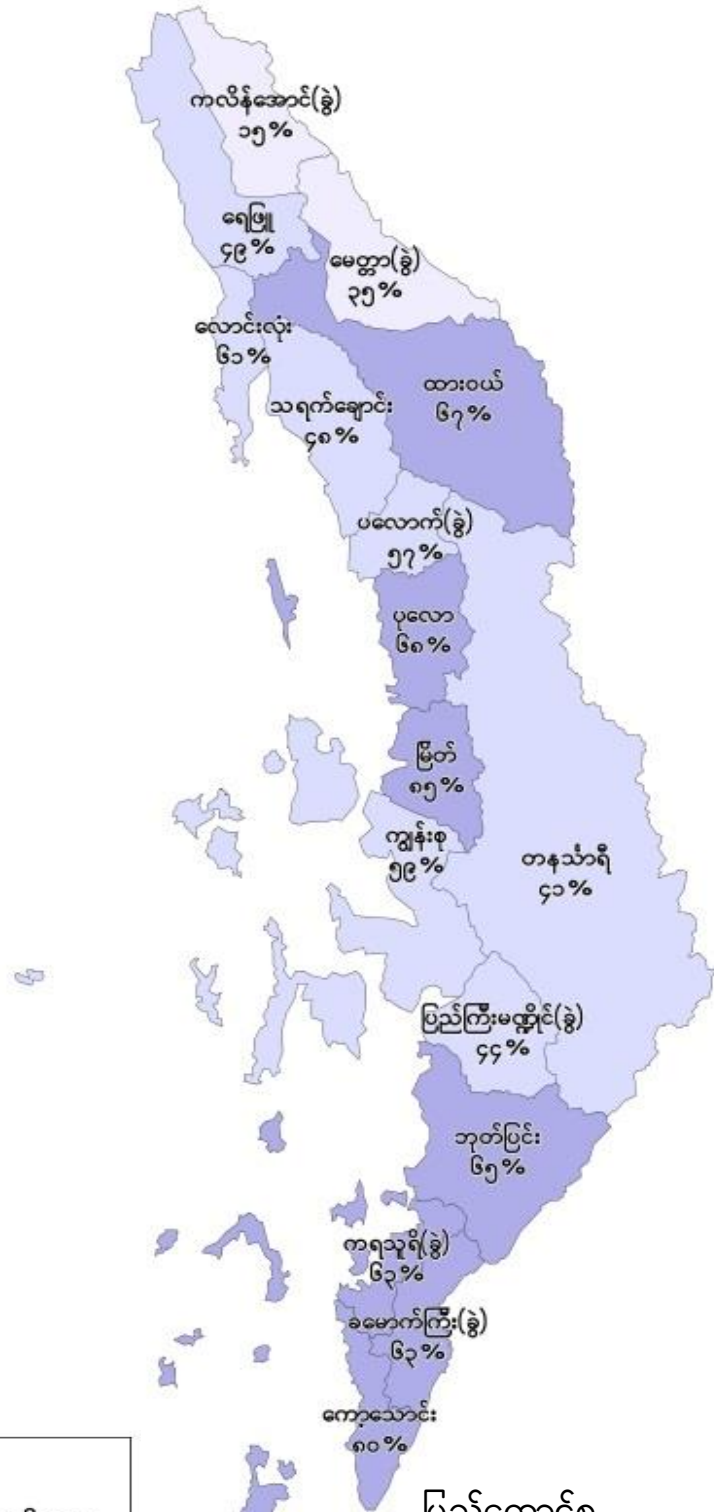 ကလိန်အောင်(ခွဲ)
၁၅%
ရေဖြူ
၄၉%
မေတ္တာ(ခွဲ)
၃၅%
လောင်းလုံး
၆၁%
ထားဝယ်
၆၇%
သရက်ချောင်း
၄၈%
ပလောက်(ခွဲ)
၅၇%
ပုလော
၆၈%
မြိတ်
၈၅%
ကျွန်းစု
၅၉%
တနင်္သာရီ
၄၁%
ပြည်ကြီးမဏ္ဍိုင်(ခွဲ)
၄၄%
ဘုတ်ပြင်း
၆၅%
ကရသူရိ(ခွဲ)
၆၃%
ခမောက်ကြီး(ခွဲ)
၆၃%
ကော့သောင်း
၈၀%